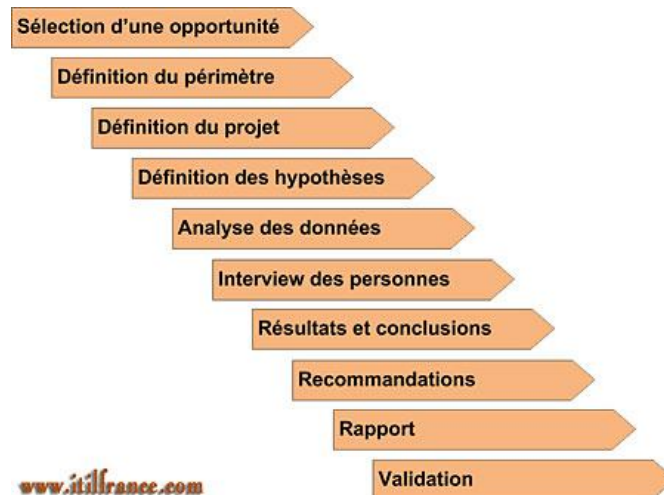 Sélection d'une opportunité
Définition du périmètre
Définition du projet
Définition des hypothèses
Analyse des données
Interview des personnes
Résultats et conclusions
Recommandations
Rapport
Validation
www.itilfrance.com